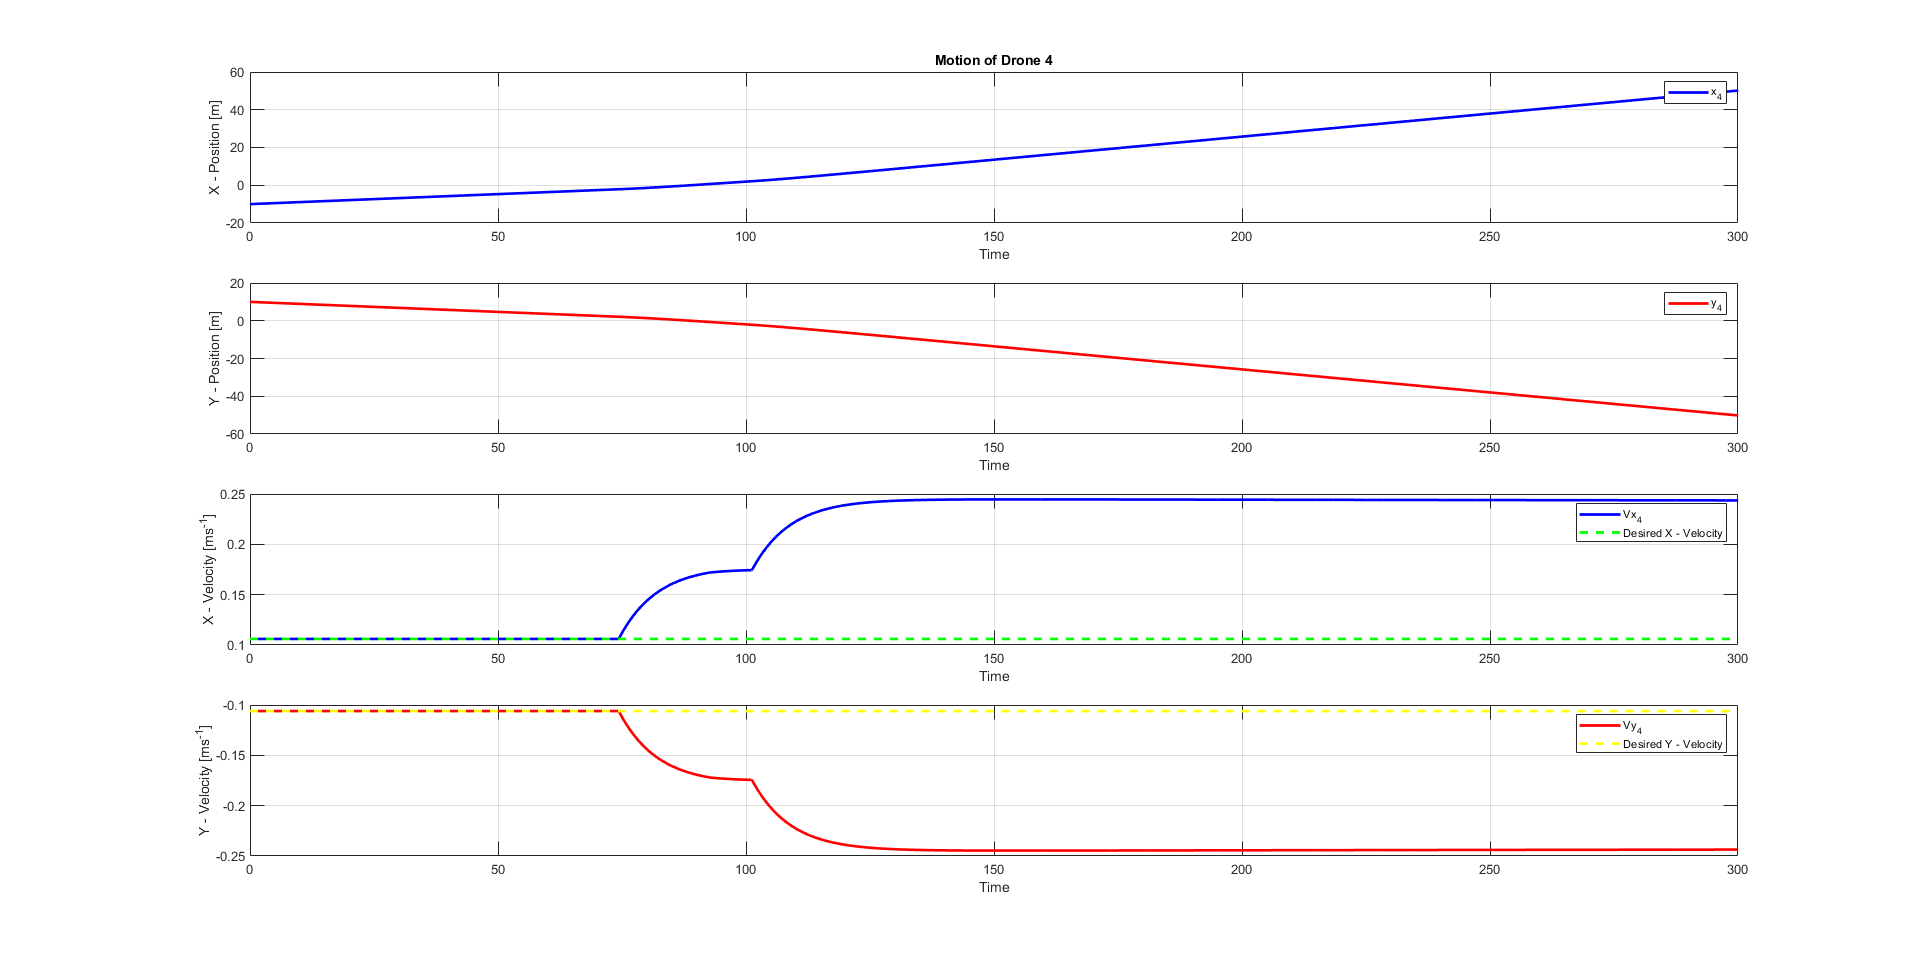 Motion of Drone 4
X - Position [m]
60
40
20
0
-20
x4
0 50 100 150 200 250 300
Time
Y - Position [m]
20
0
-20
-40
-60
y4
0 50 100 150 200 250 300
Time
X - Velocity [ms-1]
0.25
0.2
0.15
0.1
Vx4
Desired X - Velocity
0 50 100 150 200 250 300
Time
Y - Velocity [ms-1]
-0.1
-0.15
-0.2
-0.25
Vy4
Desired Y - Velocity
0 50 100 150 200 250 300
Time